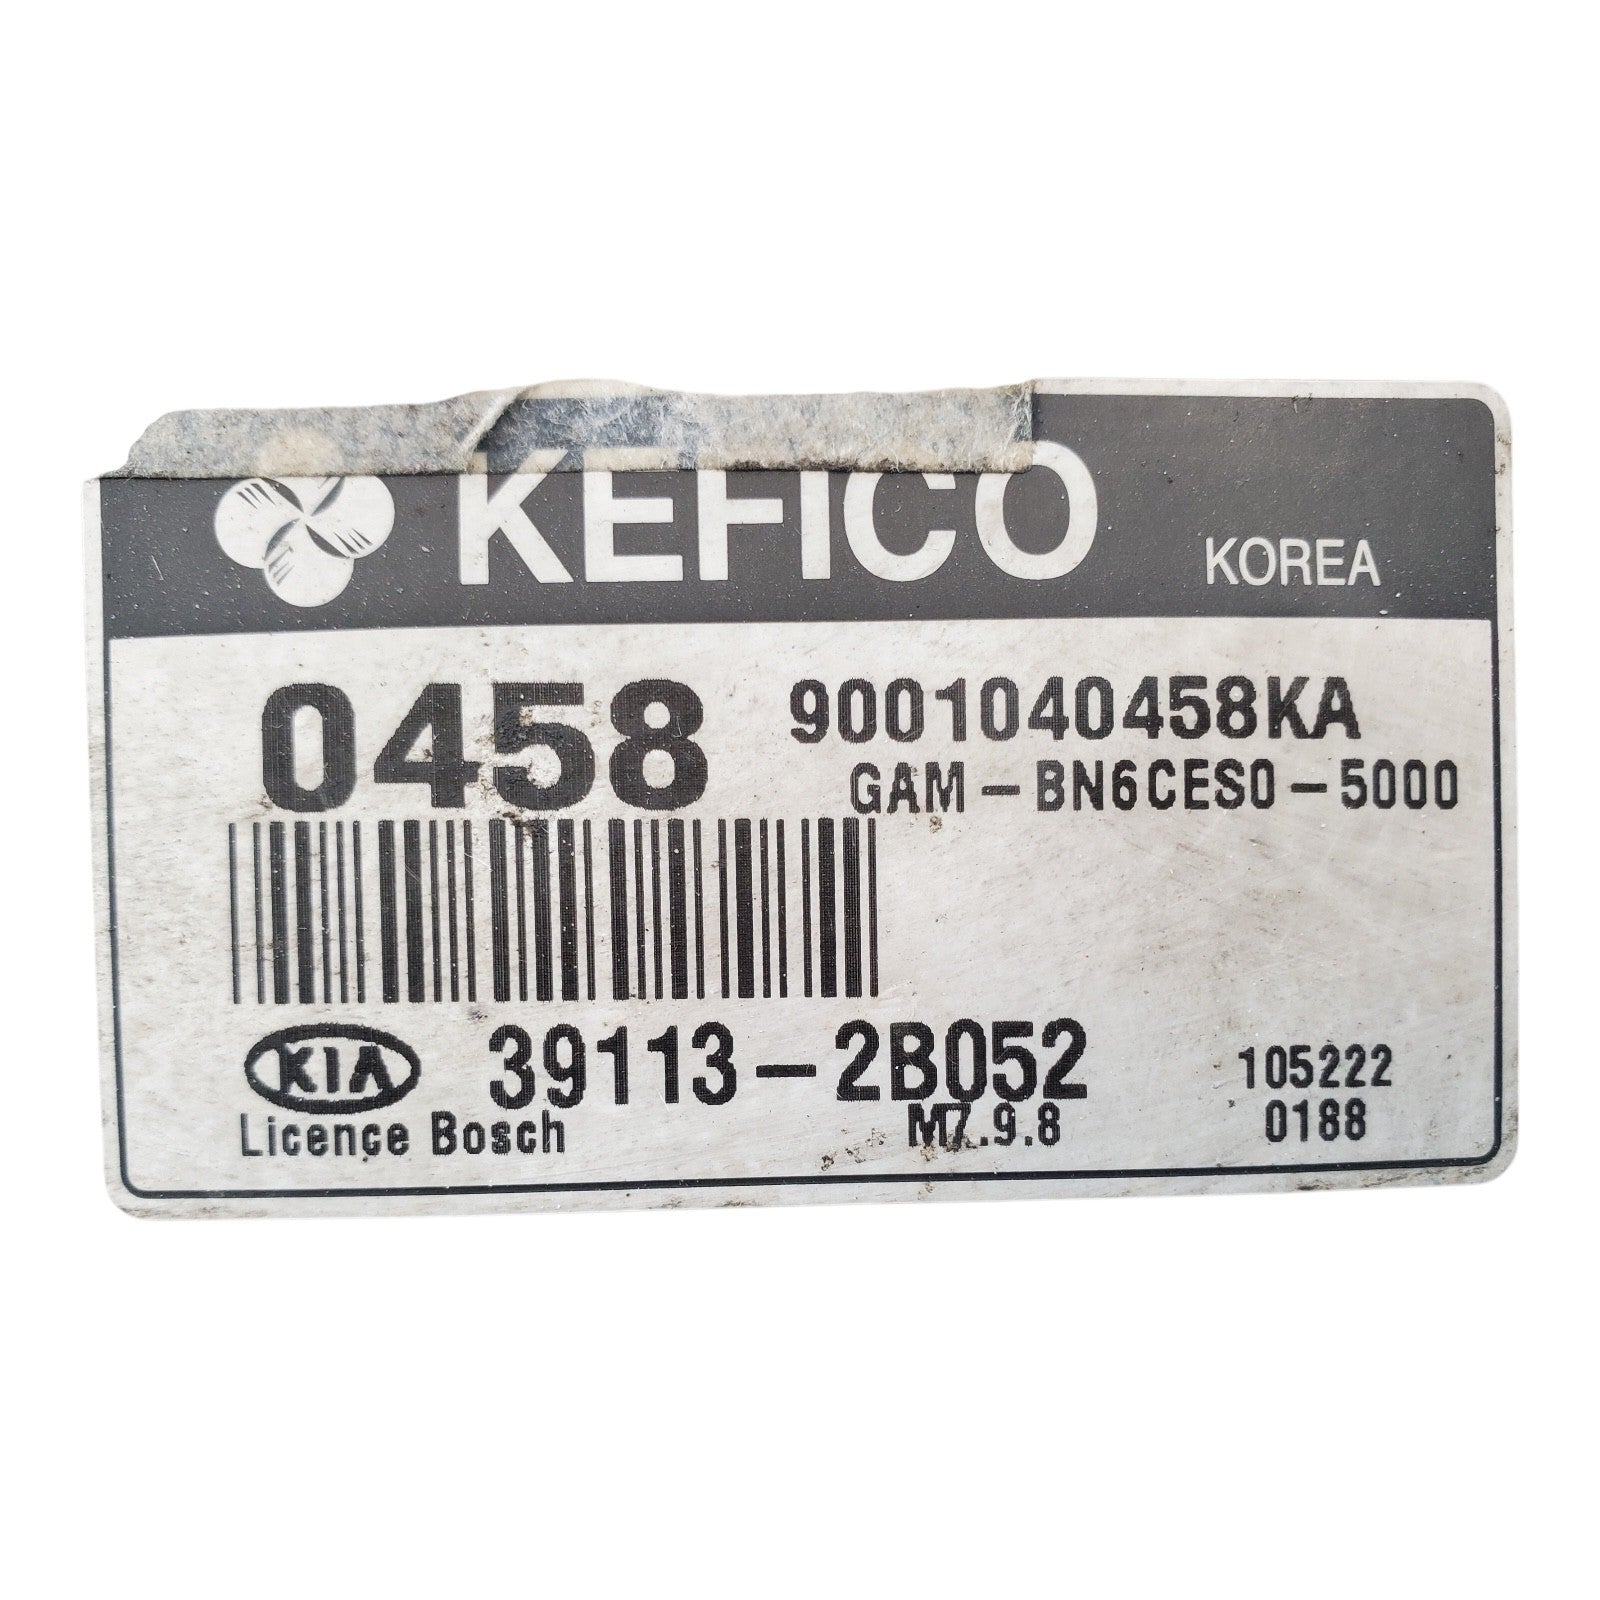 KEFICO
KOREA
0458
9001040458KA
GAM-BN6CES0-5000
KIA
39113-2B052
105222
Licence Bosch
M7.9.8
0188